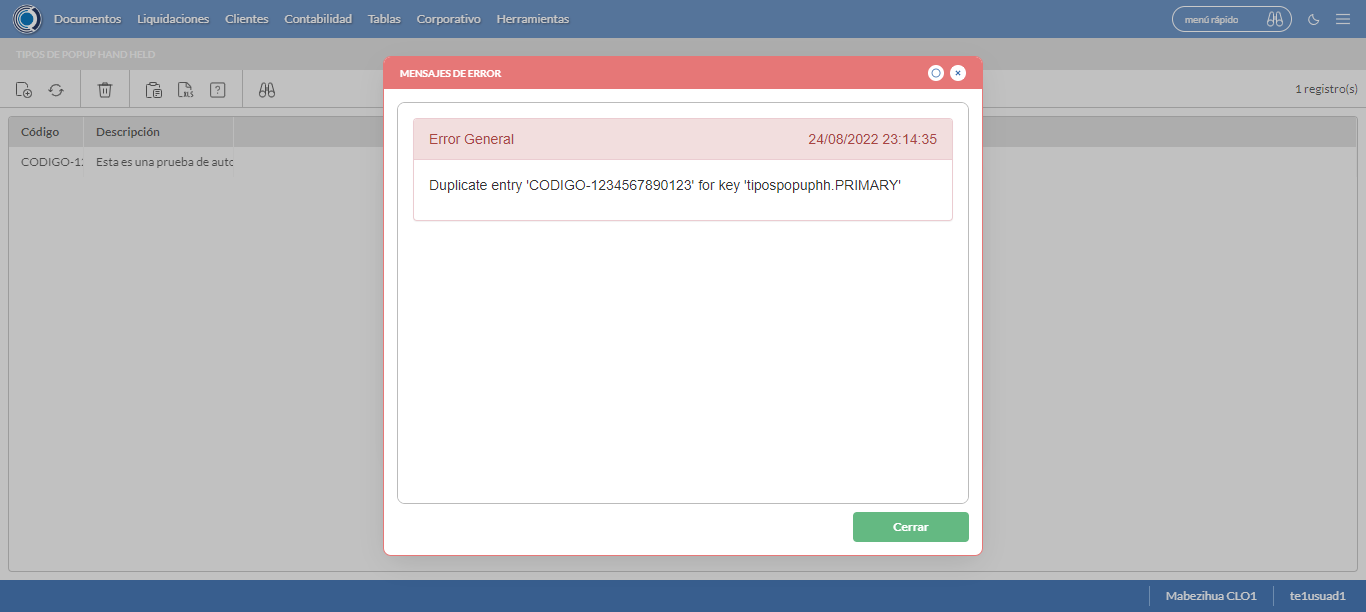 Documentos Liquidaciones Clientes Contabilidad Tablas Corporativo Herramientas menú rápido
TIPOS DE POPUP HAND HELD
MENSAJES DE ERROR
XLS ? 1 registro(s)
Código Descripción
CODIGO-12 Esta es una prueba de auto
Error General 24/08/2022 23:14:35
Duplicate entry 'CODIGO-1234567890123' for key 'tipospopuphh.PRIMARY'
Cerrar
Mabezihua CLO1 te1usuad1